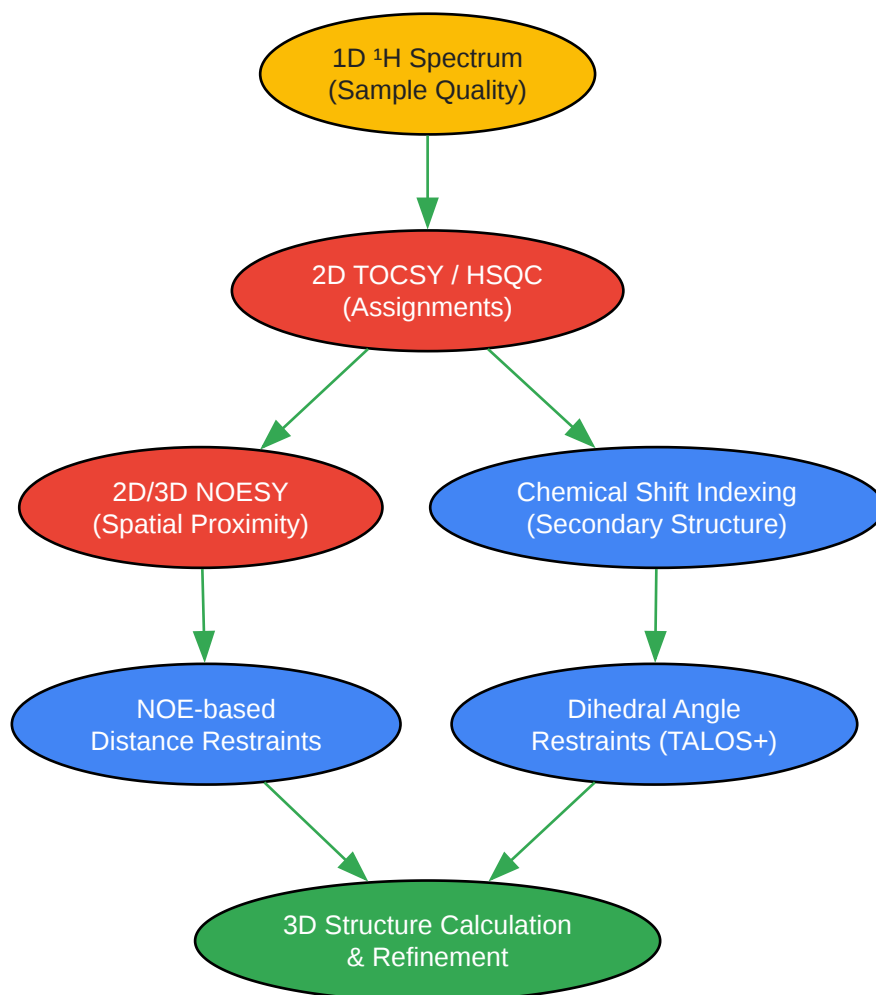 1D ¹H Spectrum
(Sample Quality)
2D TOCSY / HSQC
(Assignments)
2D/3D NOESY
(Spatial Proximity)
Chemical Shift Indexing
(Secondary Structure)
NOE-based
Distance Restraints
Dihedral Angle
Restraints (TALOS+)
3D Structure Calculation
& Refinement